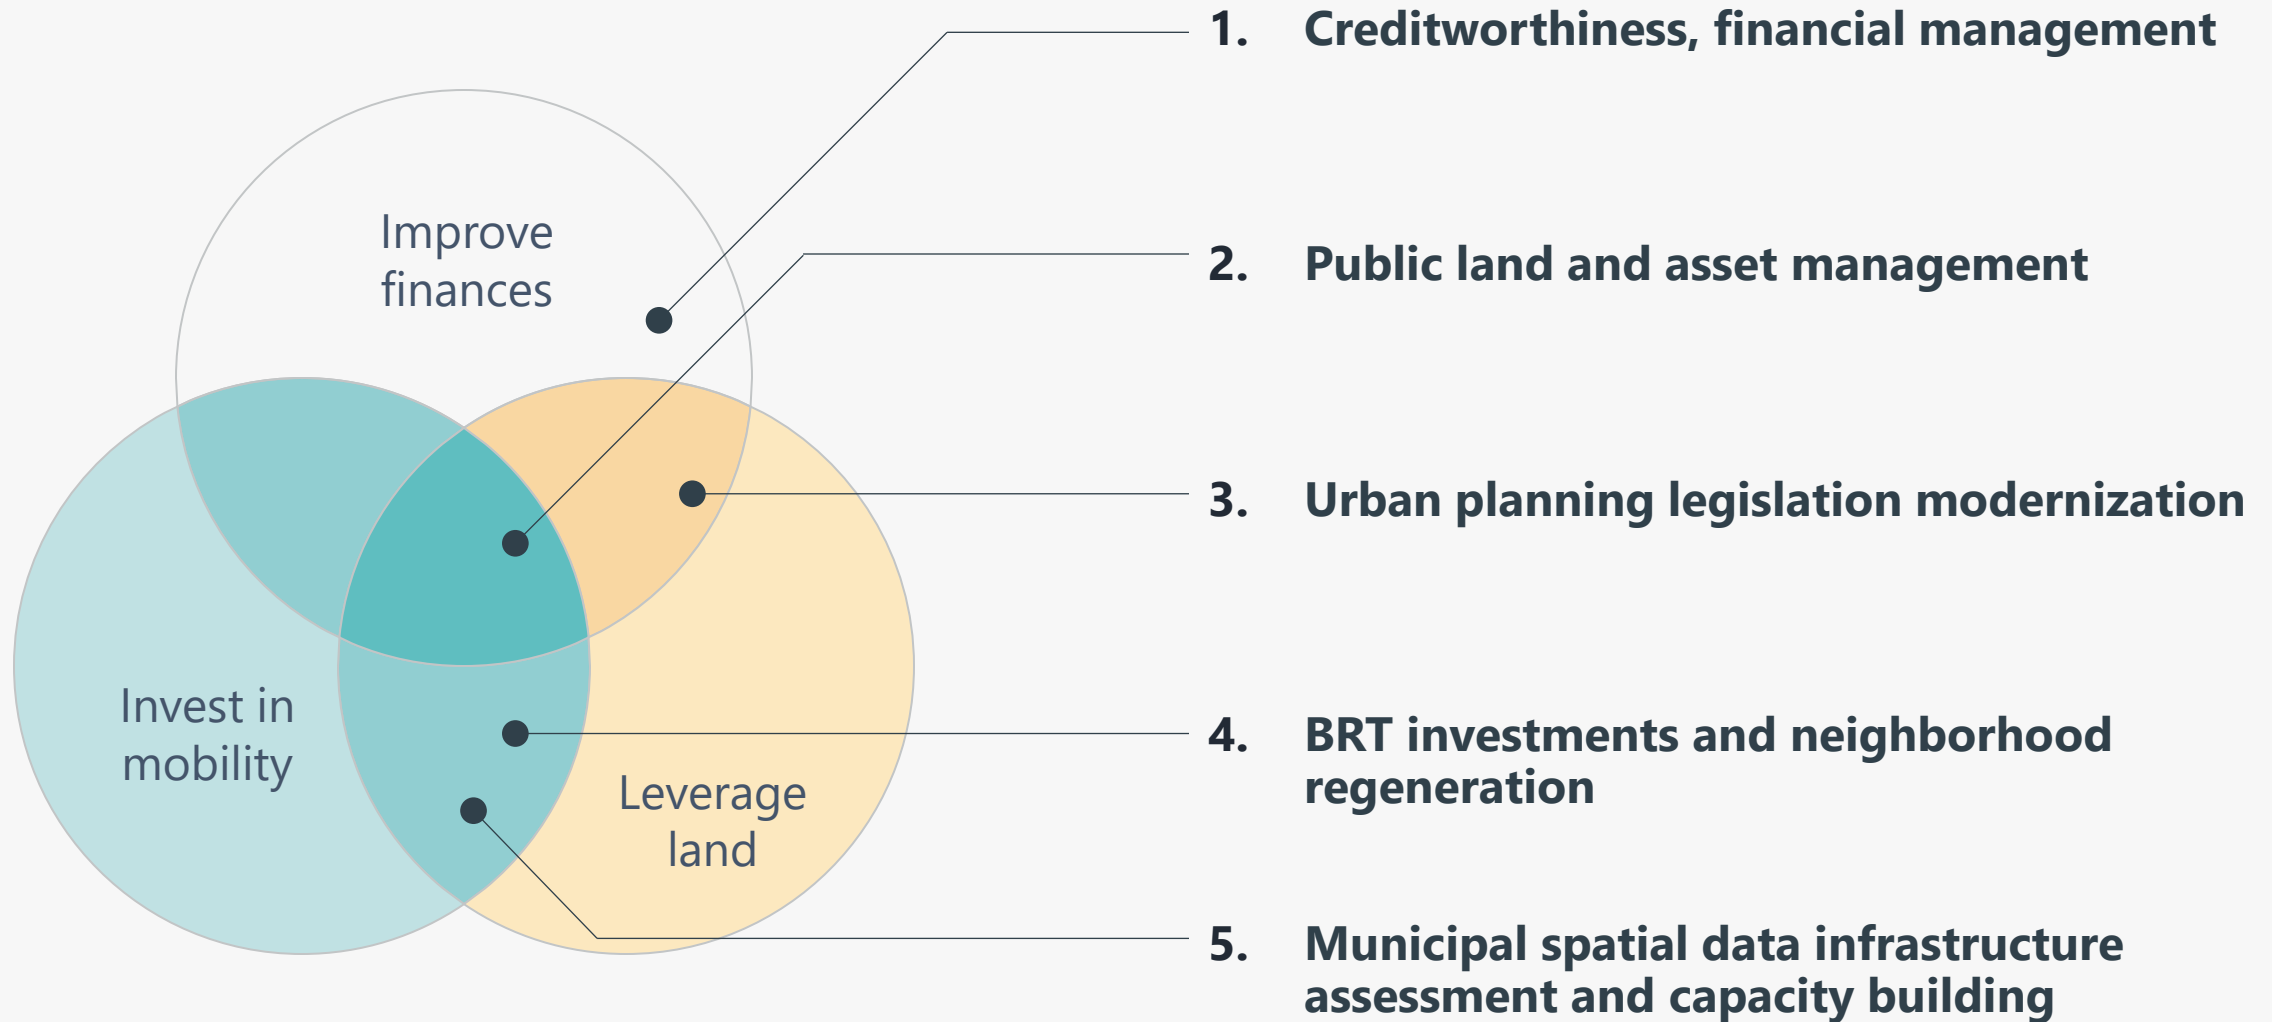 Improve
finances
Invest in
mobility
Leverage
land
1. Creditworthiness, financial management
2. Public land and asset management
3. Urban planning legislation modernization
4. BRT investments and neighborhood
regeneration
5. Municipal spatial data infrastructure
assessment and capacity building